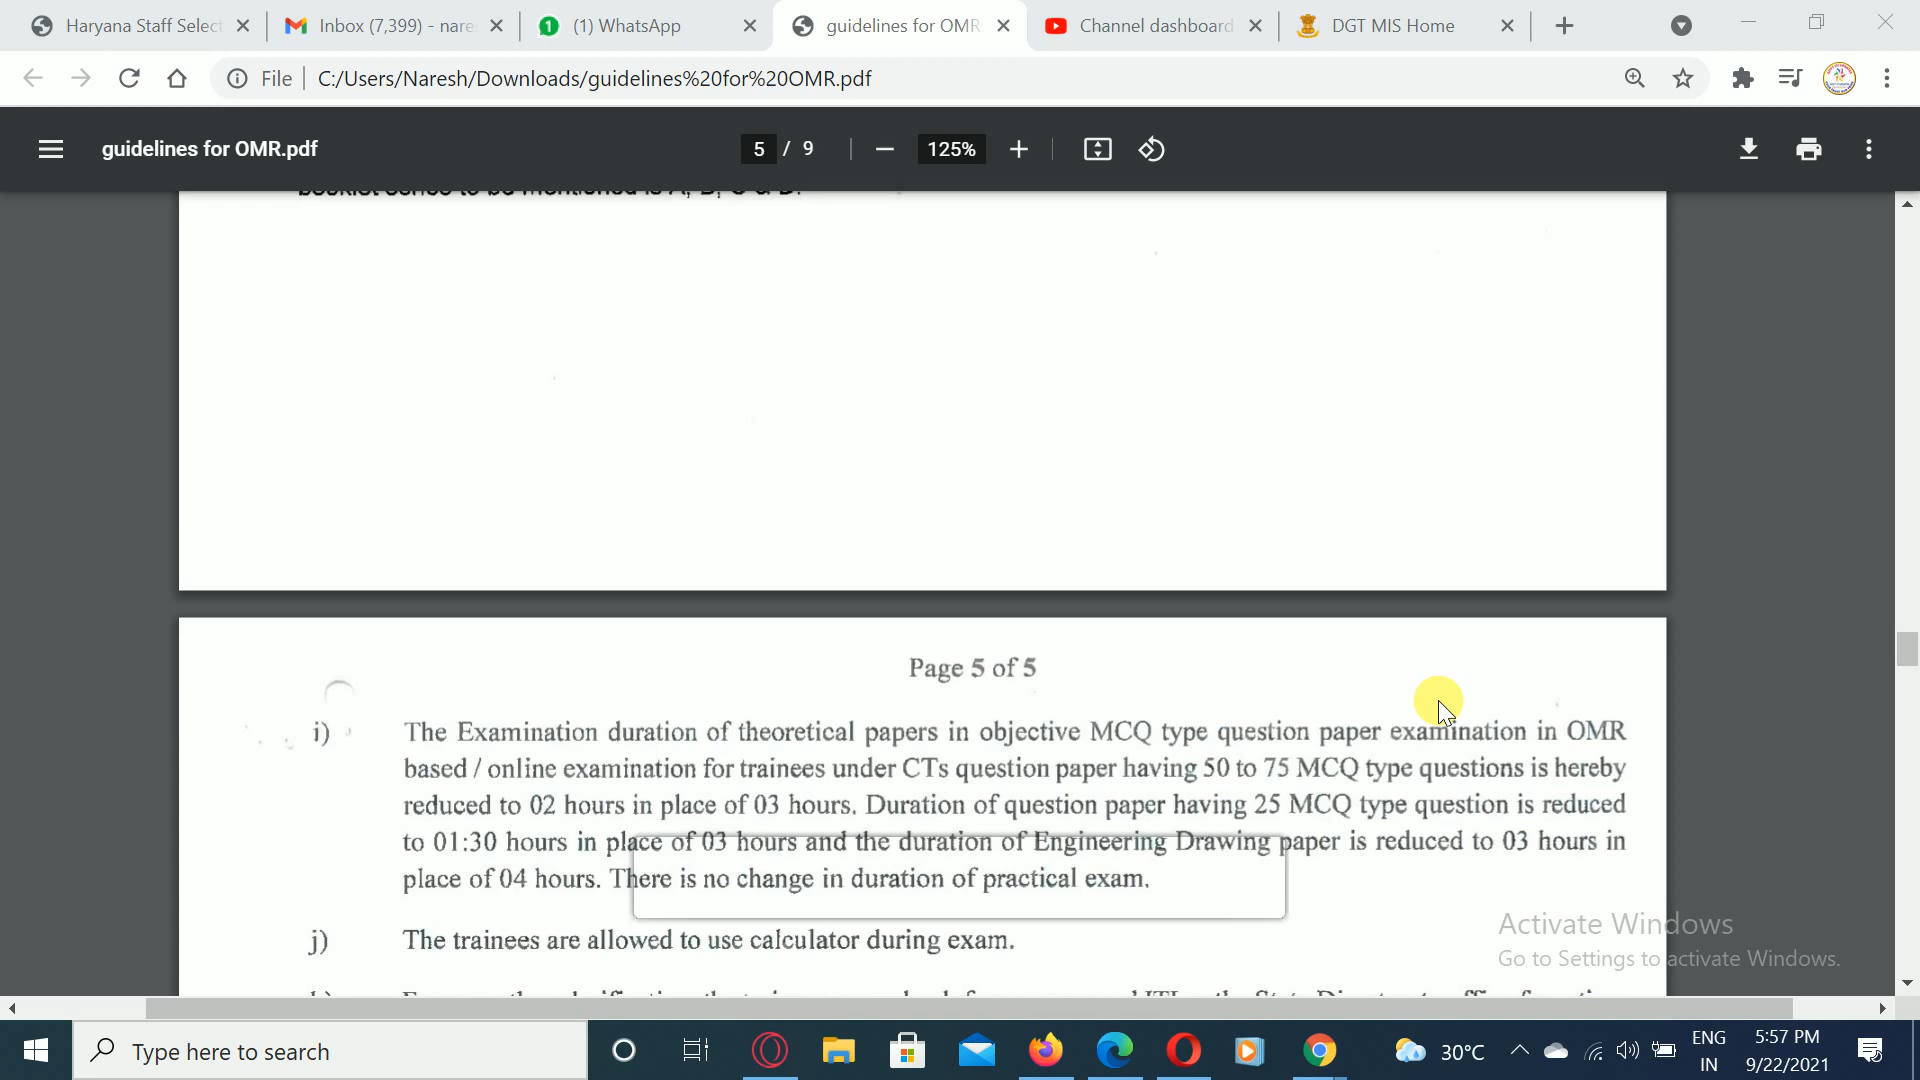 Haryana Staff Select
Inbox (7,399) - nare
(1) WhatsApp
guidelines for OMR
Channel dashboard
DGT MIS Home
File
C:/Users/Naresh/Downloads/guidelines%20for%20OMR.pdf
guidelines for OMR.pdf
5 / 9
125%
Page 5 of 5
i) The Examination duration of theoretical papers in objective MCQ type question paper examination in OMR
based / online examination for trainees under CTs question paper having 50 to 75 MCQ type questions is hereby
reduced to 02 hours in place of 03 hours. Duration of question paper having 25 MCQ type question is reduced
to 01:30 hours in place of 03 hours and the duration of Engineering Drawing paper is reduced to 03 hours in
place of 04 hours. There is no change in duration of practical exam.
j) The trainees are allowed to use calculator during exam.
Activate Windows
Go to Settings to activate Windows.
Type here to search
30°C
ENG
IN
5:57 PM
9/22/2021